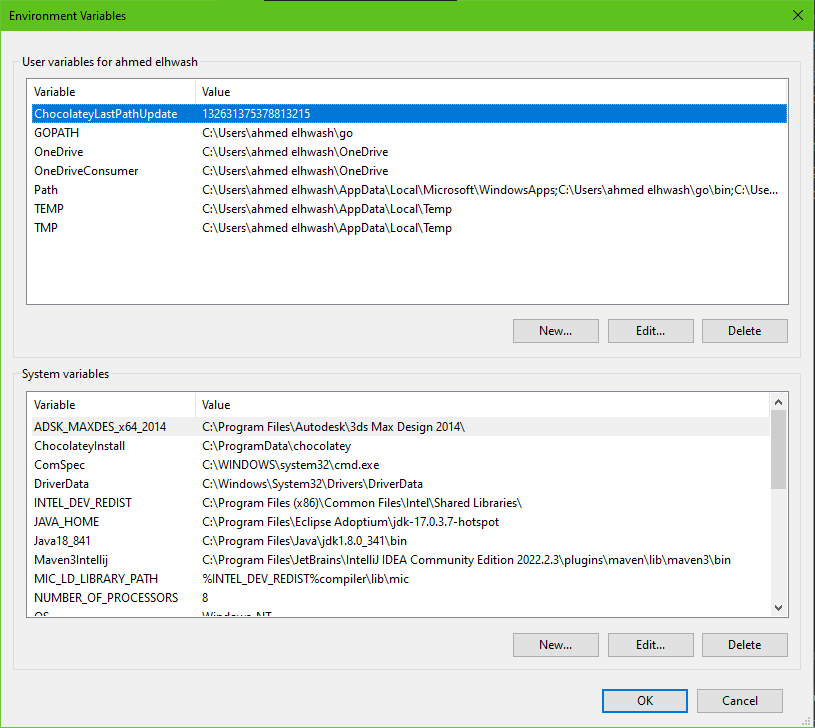 Environment Variables
User variables for ahmed elhwash
Variable Value
ChocolateyLastPathUpdate 132631375378813215
GOPATH C:\Users\ahmed elhwash\go
OneDrive C:\Users\ahmed elhwash\OneDrive
OneDriveConsumer C:\Users\ahmed elhwash\OneDrive
Path C:\Users\ahmed elhwash\AppData\Local\Microsoft\WindowsApps;C:\Users\ahmed elhwash\go\bin;C:\Use...
TEMP C:\Users\ahmed elhwash\AppData\Local\Temp
TMP C:\Users\ahmed elhwash\AppData\Local\Temp
New... Edit... Delete
System variables
Variable Value
ADSK_MAXDES_x64_2014 C:\Program Files\Autodesk\3ds Max Design 2014\
ChocolateyInstall C:\ProgramData\chocolatey
ComSpec C:\WINDOWS\system32\cmd.exe
DriverData C:\Windows\System32\Drivers\DriverData
INTEL_DEV_REDIST C:\Program Files (x86)\Common Files\Intel\Shared Libraries\
JAVA_HOME C:\Program Files\Eclipse Adoptium\jdk-17.0.3.7-hotspot
Java18_841 C:\Program Files\Java\jdk1.8.0_341\bin
Maven3Intellij C:\Program Files\JetBrains\IntelliJ IDEA Community Edition 2022.2.3\plugins\maven\lib\maven3\bin
MIC_LD_LIBRARY_PATH %INTEL_DEV_REDIST%compiler\lib\mic
NUMBER_OF_PROCESSORS 8
OS Windows_NT
New... Edit... Delete
OK Cancel